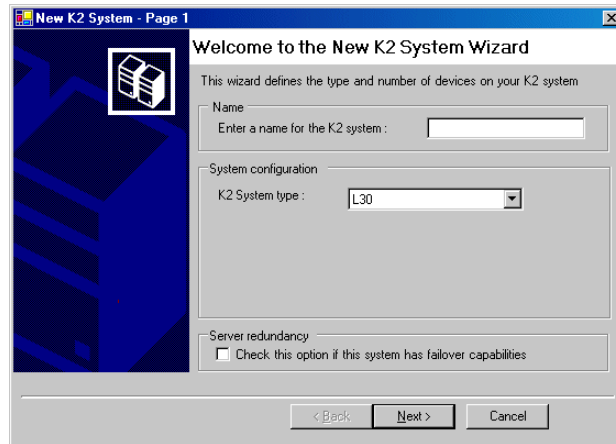 New K2 System - Page 1
Welcome to the New K2 System Wizard
This wizard defines the type and number of devices on your K2 system
Name
Enter a name for the K2 system :
System configuration
K2 System type :
L30
Server redundancy
Check this option if this system has failover capabilities
< Back
Next >
Cancel